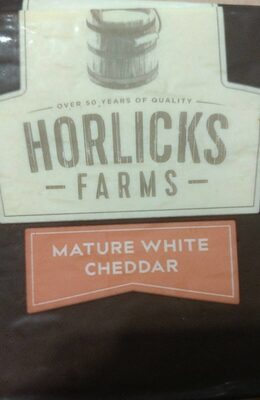 OVER 50 YEARS OF QUALITY
HORLICKS
FARMS
MATURE WHITE
CHEDDAR